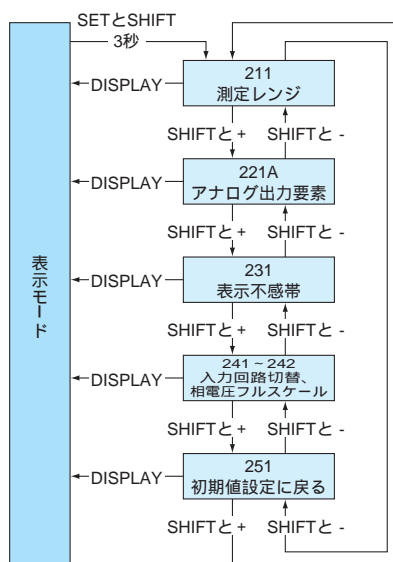 SETとSHIFT
3秒
211
測定レンジ
DISPLAY
SHIFTと + SHIFTと -
221A
アナログ出力要素
DISPLAY
SHIFTと + SHIFTと -
231
表示不感帯
DISPLAY
SHIFTと + SHIFTと -
241 ~ 242
入力回路切替、
相電圧フルスケール
DISPLAY
SHIFTと + SHIFTと -
251
初期値設定に戻る
DISPLAY
SHIFTと + SHIFTと -
表示モード